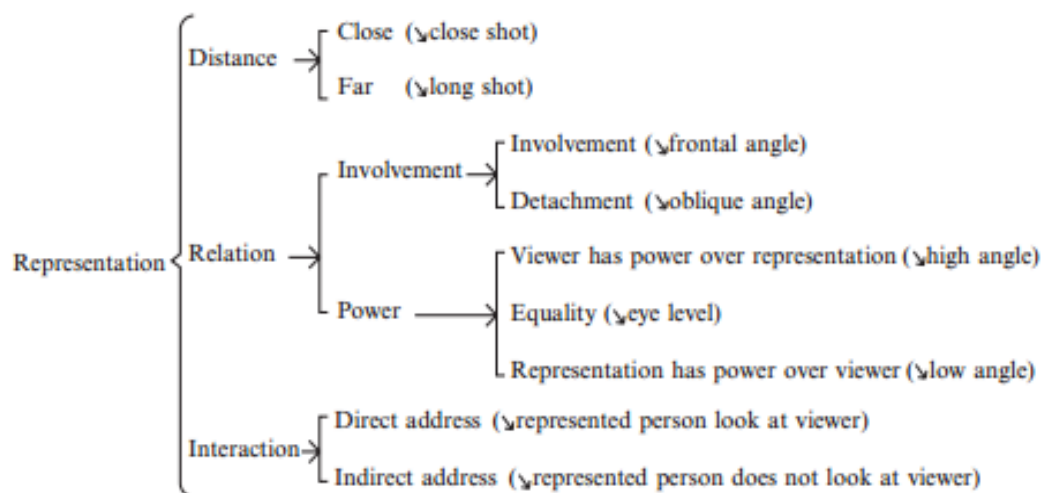 Close (↘close shot)
Distance
Far (↘long shot)
Involvement (↘frontal angle)
Involvement
Detachment (↘oblique angle)
Relation
Representation
Viewer has power over representation (↘high angle)
Power
Equality (↘eye level)
Representation has power over viewer (↘low angle)
Direct address (↘represented person look at viewer)
Interaction
Indirect address (↘represented person does not look at viewer)